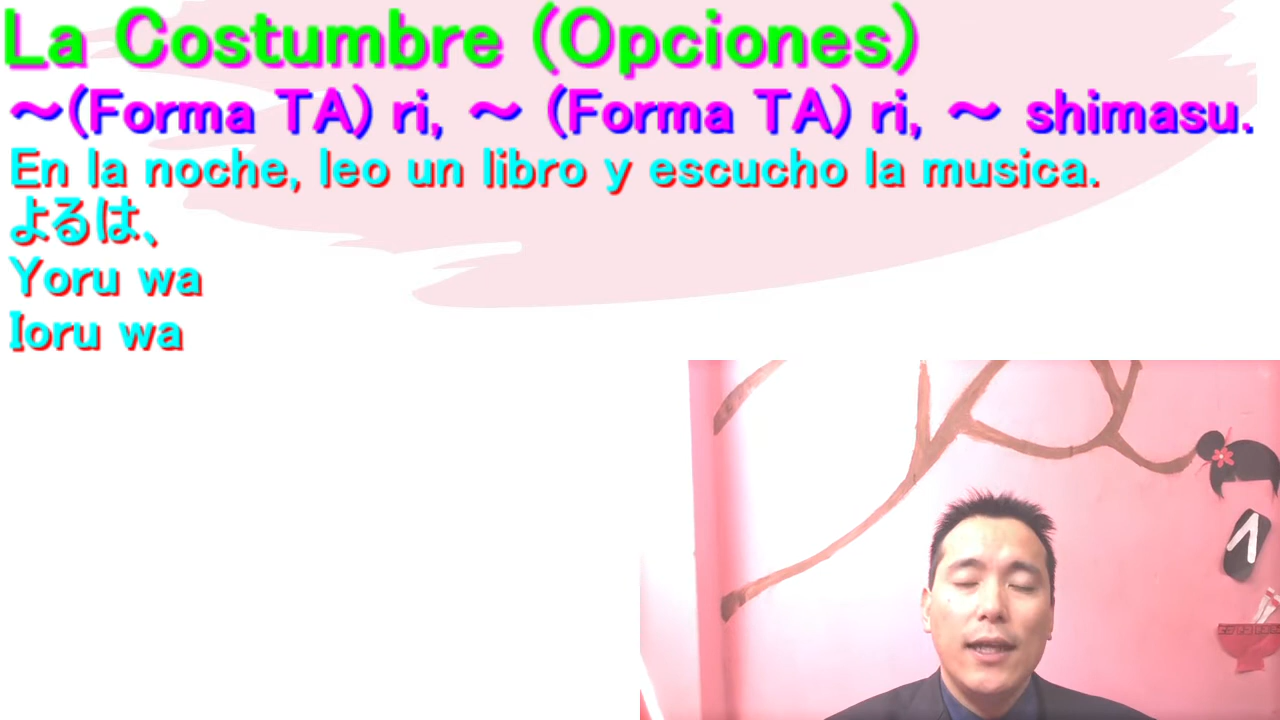 La Costumbre (Opciones)
～(Forma TA) ri, ～ (Forma TA) ri, ～ shimasu.
En la noche, leo un libro y escucho la musica.
よるは、
Yoru wa
Ioru wa